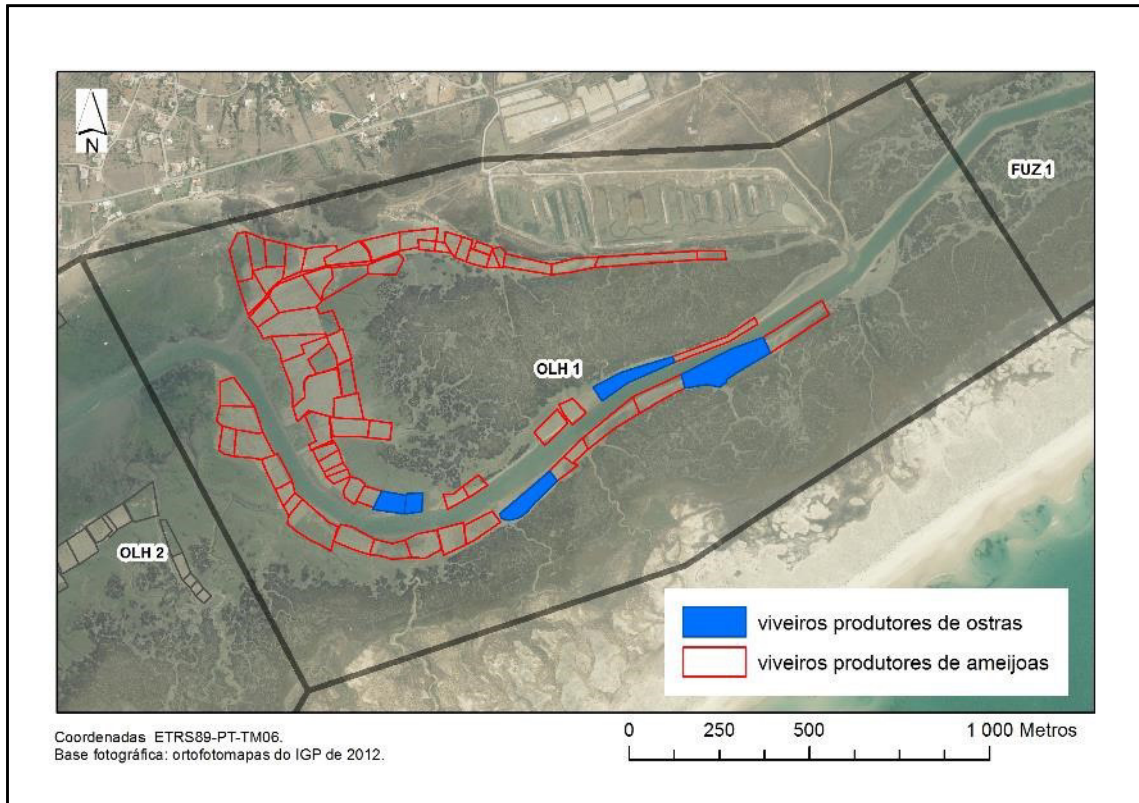 N
FUZ 1
OLH 1
OLH 2
viveiros produtores de ostras
viveiros produtores de ameijoas
Coordenadas ETRS89-PT-TM06.
Base fotográfica: ortofotomapas do IGP de 2012.
0 250 500 1 000 Metros